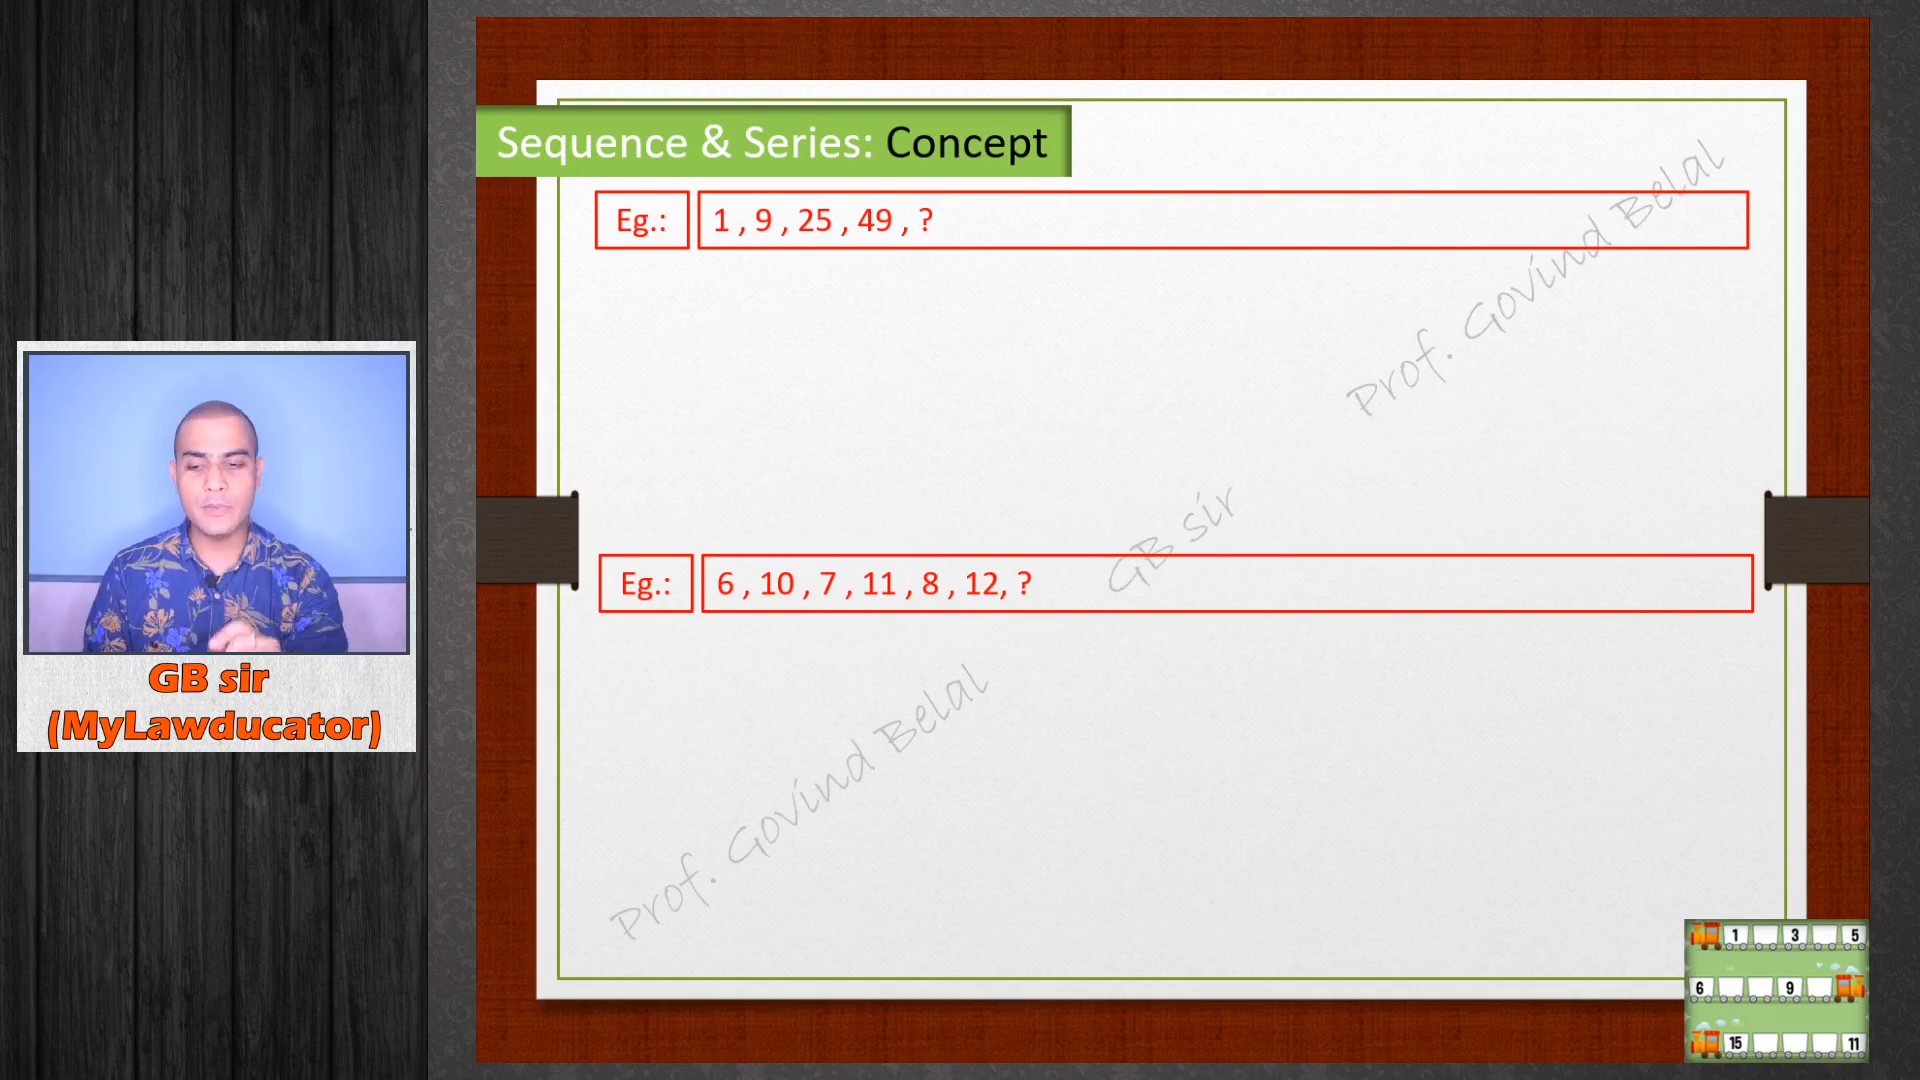 Sequence & Series: Concept
Eg.: 1 , 9 , 25 , 49 , ?
Prof. Govind Belal
GB sir
Eg.: 6 , 10 , 7 , 11 , 8 , 12, ?
GB sir
(MyLawducator)
Prof. Govind Belal
1 3 5
6 9
15 11